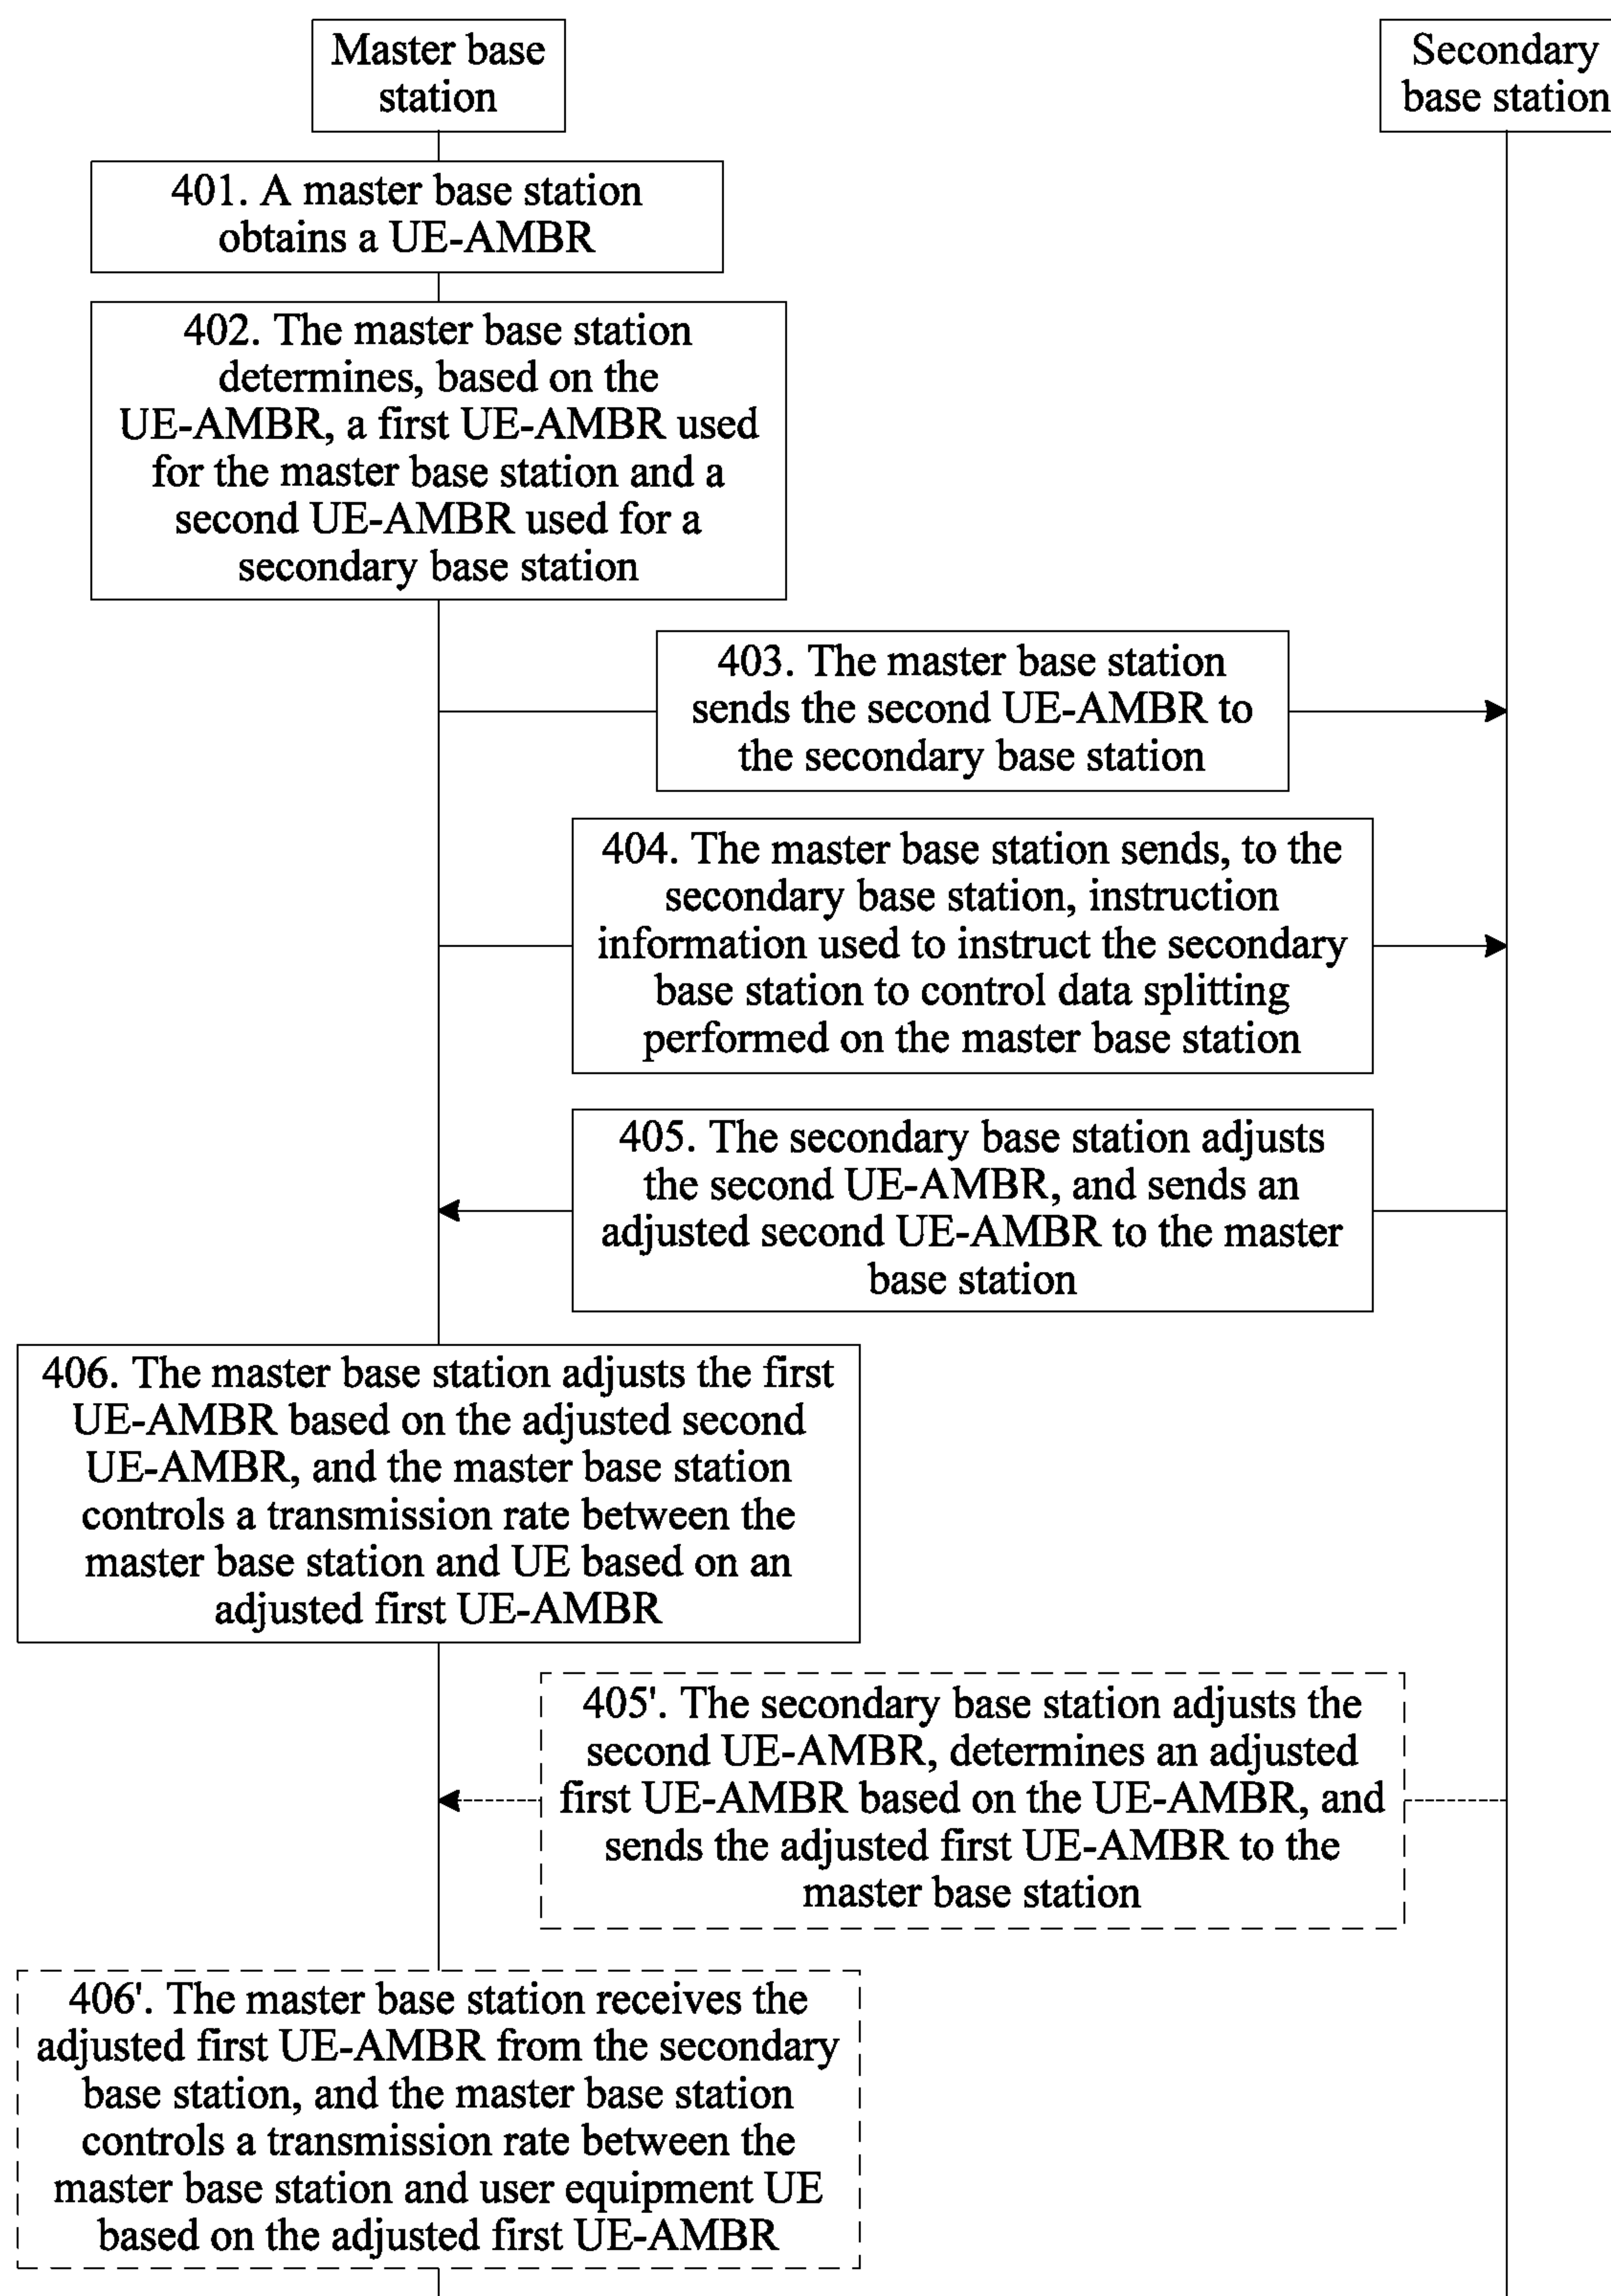 Master base
station
Secondary
base station
401. A master base station
obtains a UE-AMBR
402. The master base station
determines, based on the
UE-AMBR, a first UE-AMBR used
for the master base station and a
second UE-AMBR used for a
secondary base station
403. The master base station
sends the second UE-AMBR to
the secondary base station
404. The master base station sends, to the
secondary base station, instruction
information used to instruct the secondary
base station to control data splitting
performed on the master base station
405. The secondary base station adjusts
the second UE-AMBR, and sends an
adjusted second UE-AMBR to the master
base station
406. The master base station adjusts the first
UE-AMBR based on the adjusted second
UE-AMBR, and the master base station
controls a transmission rate between the
master base station and UE based on an
adjusted first UE-AMBR
405'. The secondary base station adjusts the
second UE-AMBR, determines an adjusted
first UE-AMBR based on the UE-AMBR, and
sends the adjusted first UE-AMBR to the
master base station
406'. The master base station receives the
adjusted first UE-AMBR from the secondary
base station, and the master base station
controls a transmission rate between the
master base station and user equipment UE
based on the adjusted first UE-AMBR